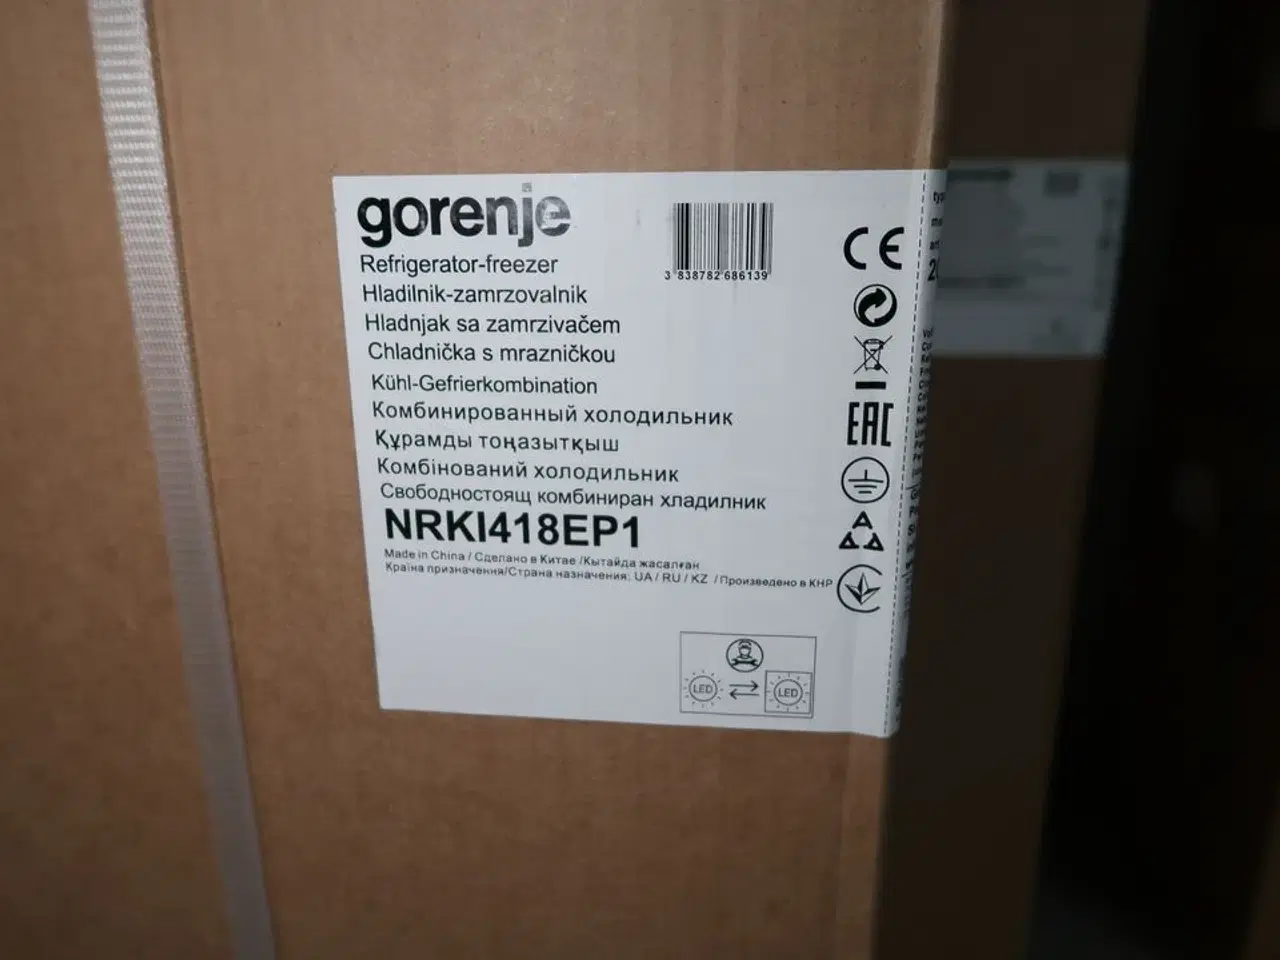 gorenje
Refrigerator-freezer
Hladilnik-zamrzovalnik
Hladnjak sa zamrzivačem
Chladnička s mrazničkou
Kühl-Gefrierkombination
Комбинированный холодильник
Құрамды тоңазытқыш
Комбінований холодильник
Свободностоящ комбиниран хладилник
NRKI418EP1
Made in China / Сделано в Китае /Кытайда жасалған
Країна призначення/Страна назначения: UA / RU / KZ / Произведено в КНР
3 838782 686139
CE
EAC
LED
LED